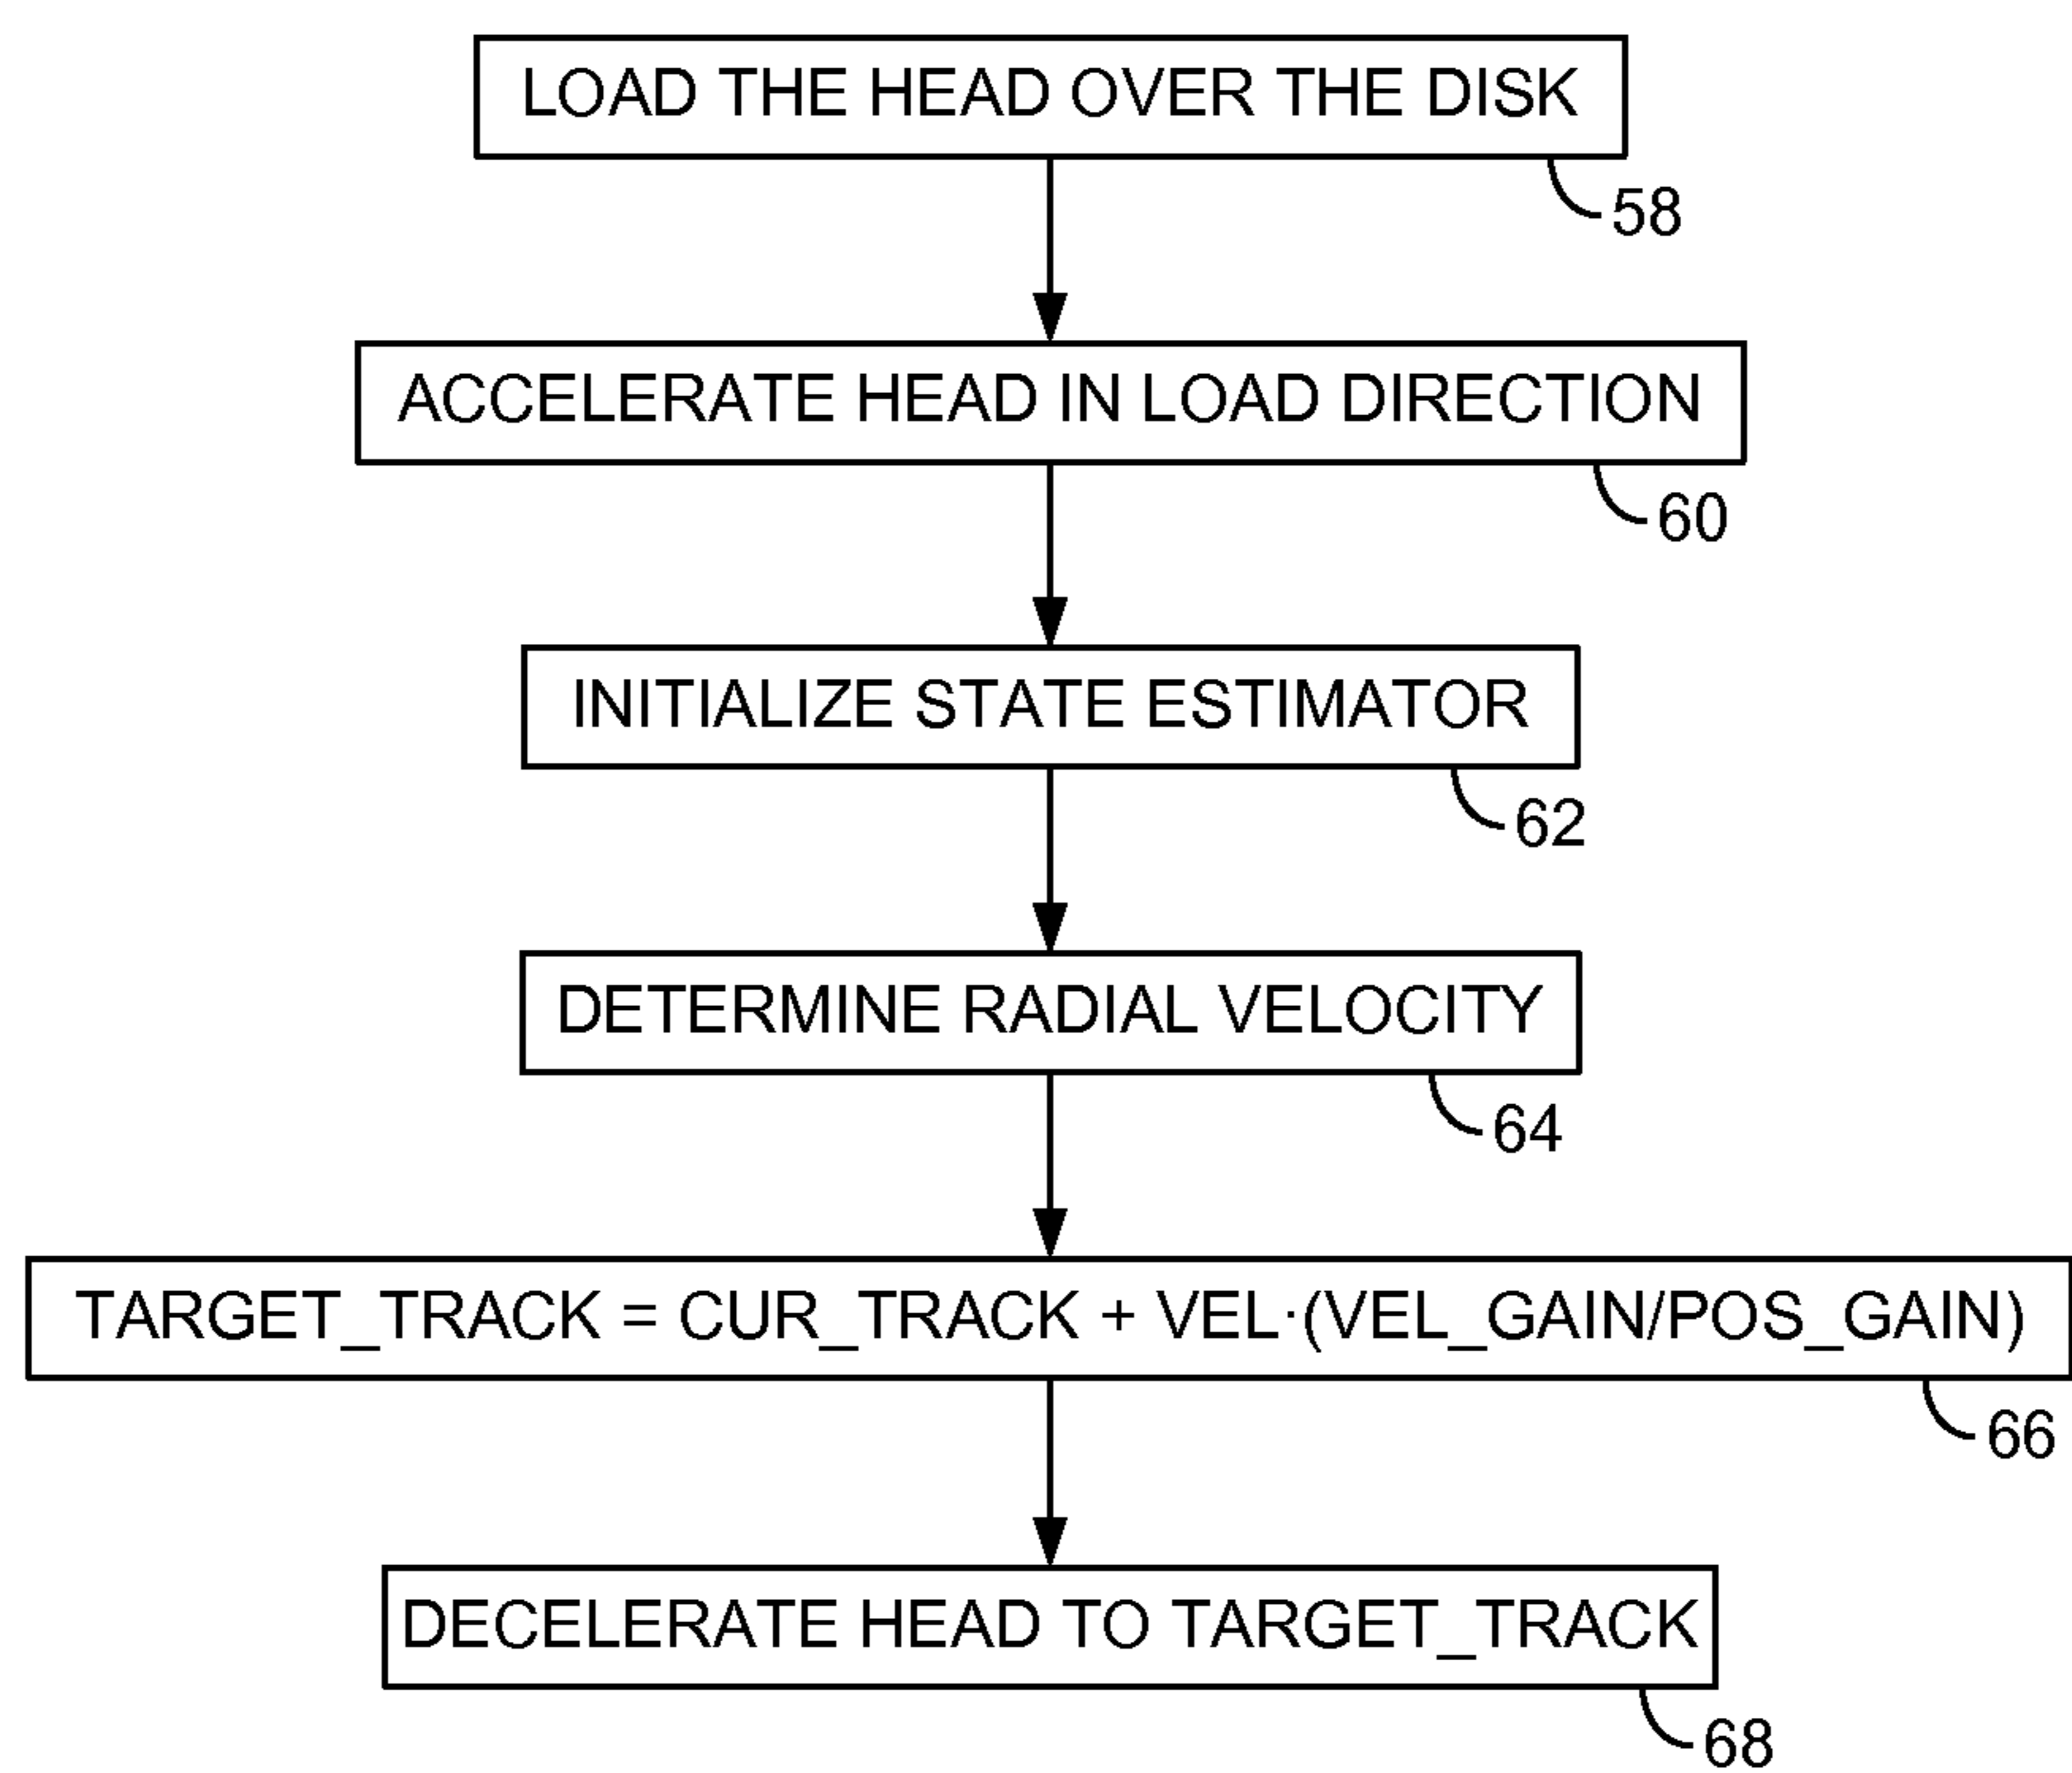 LOAD THE HEAD OVER THE DISK
58
ACCELERATE HEAD IN LOAD DIRECTION
60
INITIALIZE STATE ESTIMATOR
62
DETERMINE RADIAL VELOCITY
64
TARGET_TRACK = CUR_TRACK + VEL·(VEL_GAIN/POS_GAIN)
66
DECELERATE HEAD TO TARGET_TRACK
68